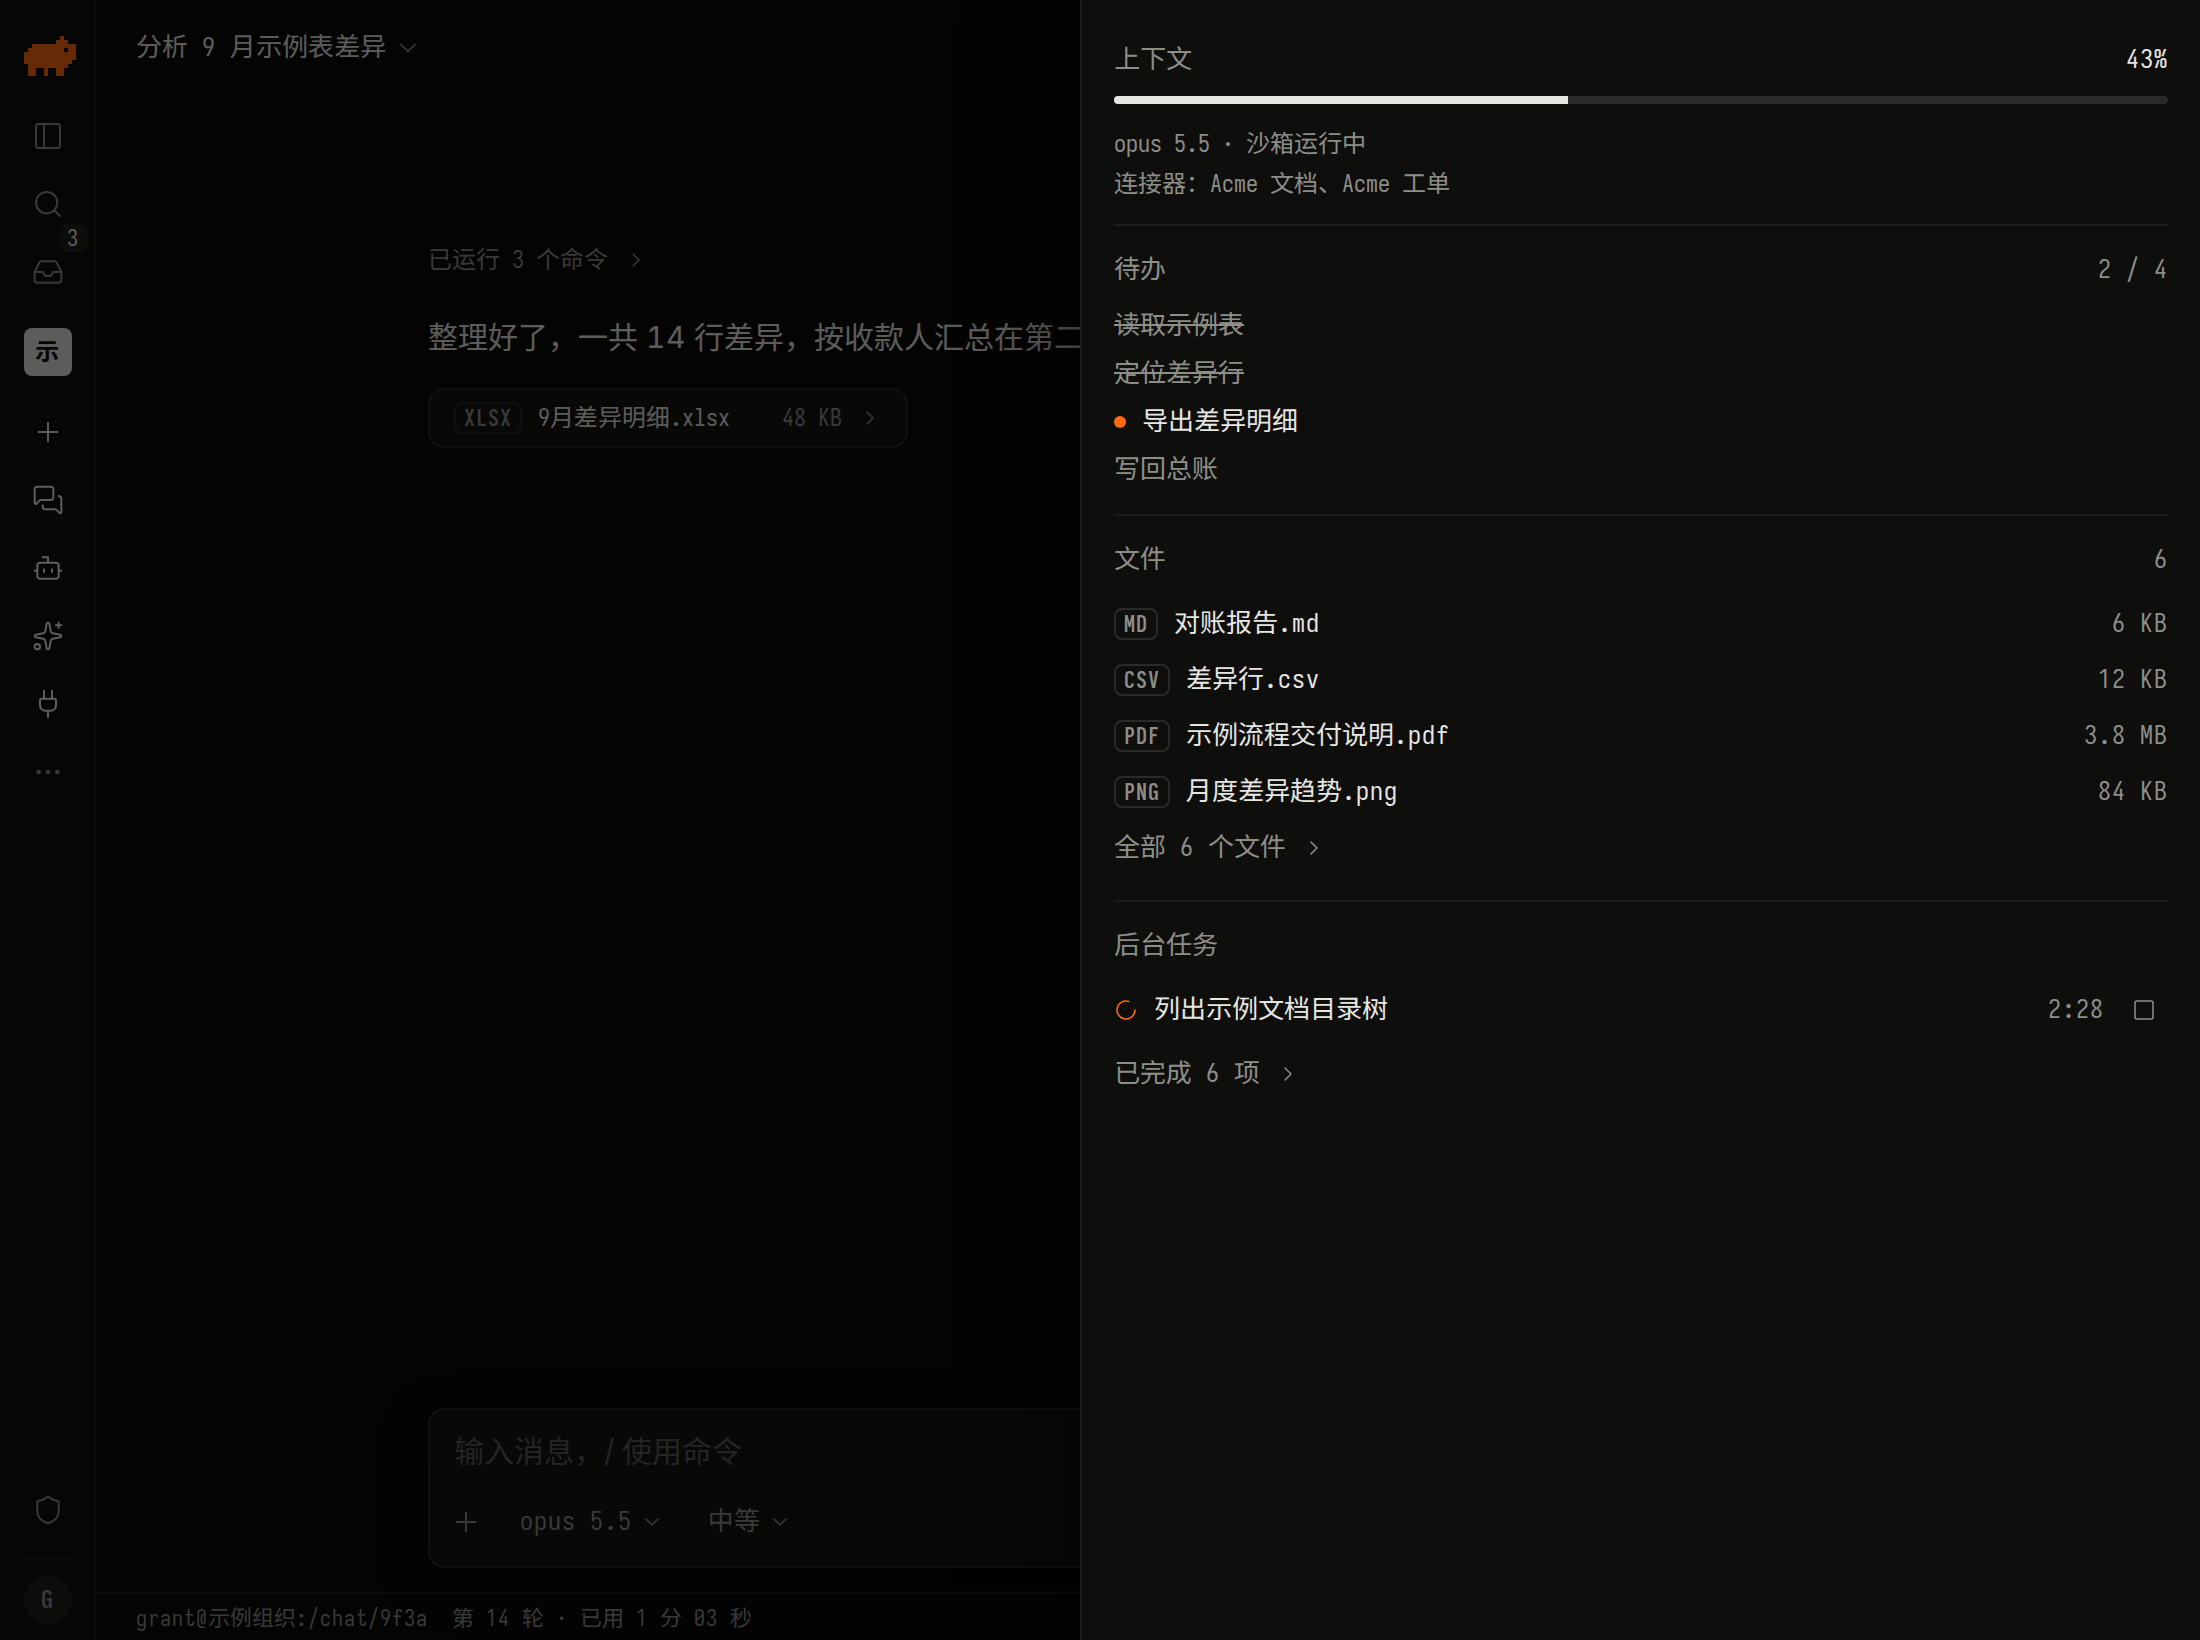 分析 9 月示例表差异
3
示
已运行 3 个命令
整理好了，一共 14 行差异，按收款人汇总在第二
XLSX 9月差异明细.xlsx 48 KB
输入消息，/ 使用命令
opus 5.5 中等
G
grant@示例组织:/chat/9f3a 第 14 轮 · 已用 1 分 03 秒
上下文 43%
opus 5.5 · 沙箱运行中
连接器：Acme 文档、Acme 工单
待办 2 / 4
读取示例表
定位差异行
导出差异明细
写回总账
文件 6
MD 对账报告.md 6 KB
CSV 差异行.csv 12 KB
PDF 示例流程交付说明.pdf 3.8 MB
PNG 月度差异趋势.png 84 KB
全部 6 个文件
后台任务
列出示例文档目录树 2:28
已完成 6 项